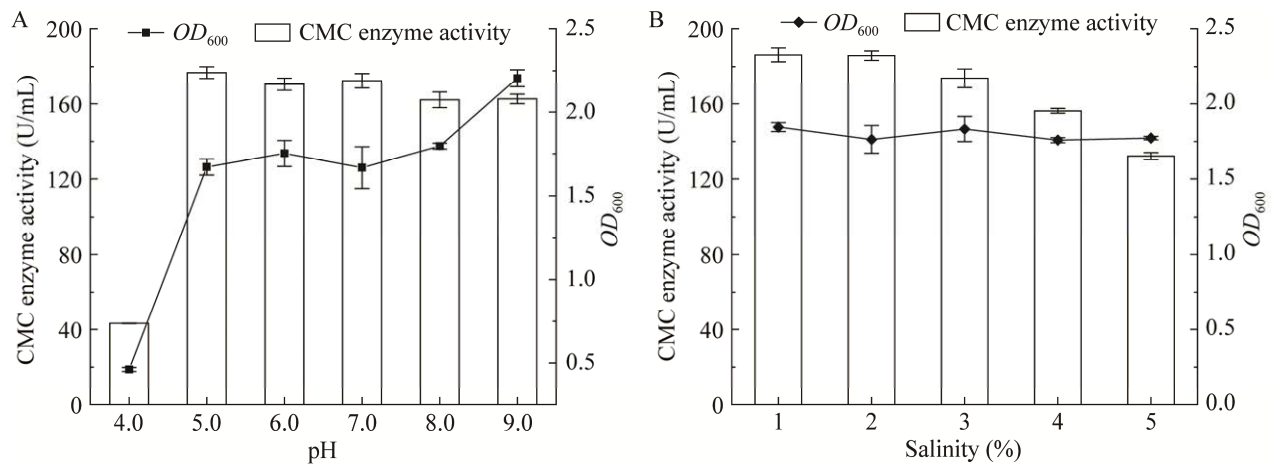 A
OD600
CMC enzyme activity
CMC enzyme activity (U/mL)
200
160
120
80
40
0
2.5
2.0
1.5
1.0
0.5
OD600
4.0 5.0 6.0 7.0 8.0 9.0
pH
B
OD600
CMC enzyme activity
CMC enzyme activity (U/mL)
200
160
120
80
40
0
2.5
2.0
1.5
1.0
0.5
0.0
OD600
1 2 3 4 5
Salinity (%)